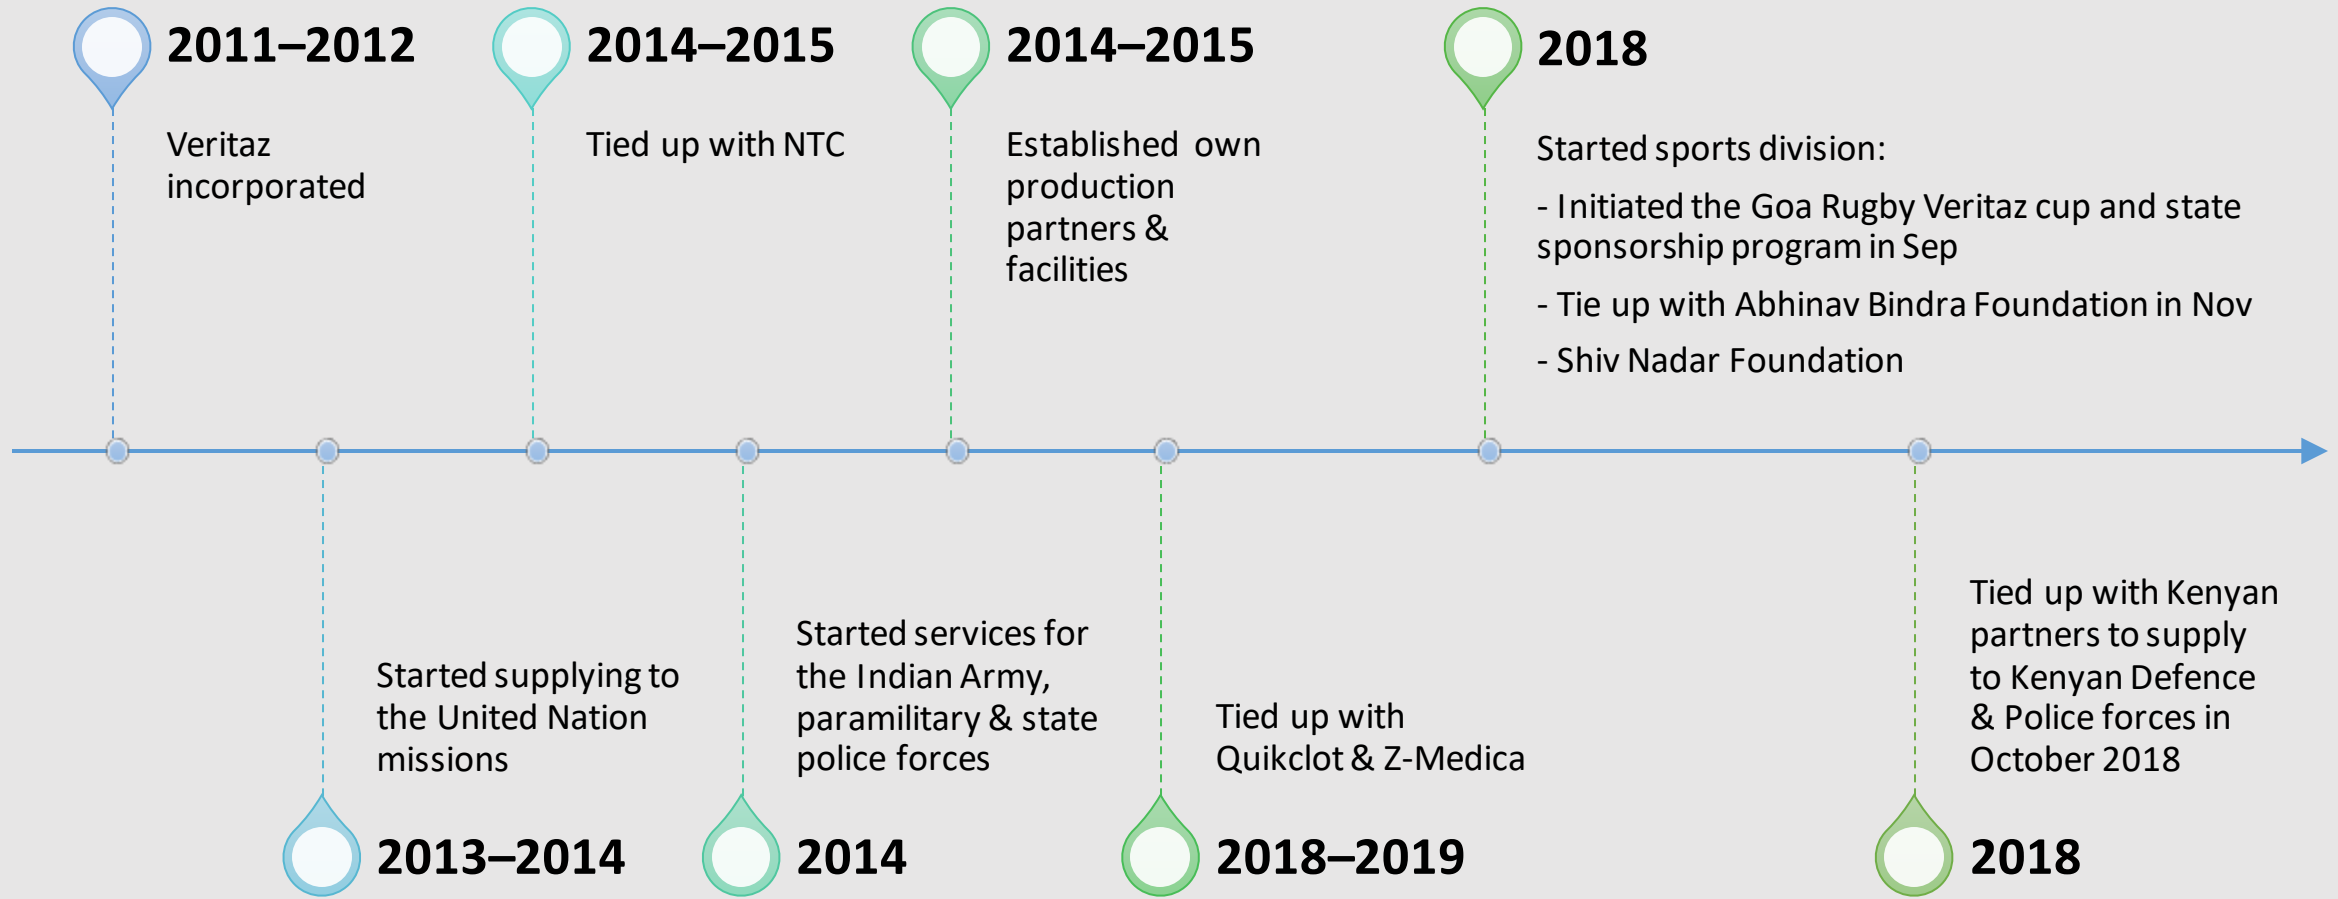 2011–2012
Veritaz
incorporated
2014–2015
Tied up with NTC
2014–2015
Established own
production
partners &
facilities
2018
Started sports division:
- Initiated the Goa Rugby Veritaz cup and state
sponsorship program in Sep
- Tie up with Abhinav Bindra Foundation in Nov
- Shiv Nadar Foundation
Started supplying to
the United Nation
missions
2013–2014
Started services for
the Indian Army,
paramilitary & state
police forces
2014
Tied up with
Quikclot & Z-Medica
2018–2019
Tied up with Kenyan
partners to supply
to Kenyan Defence
& Police forces in
October 2018
2018